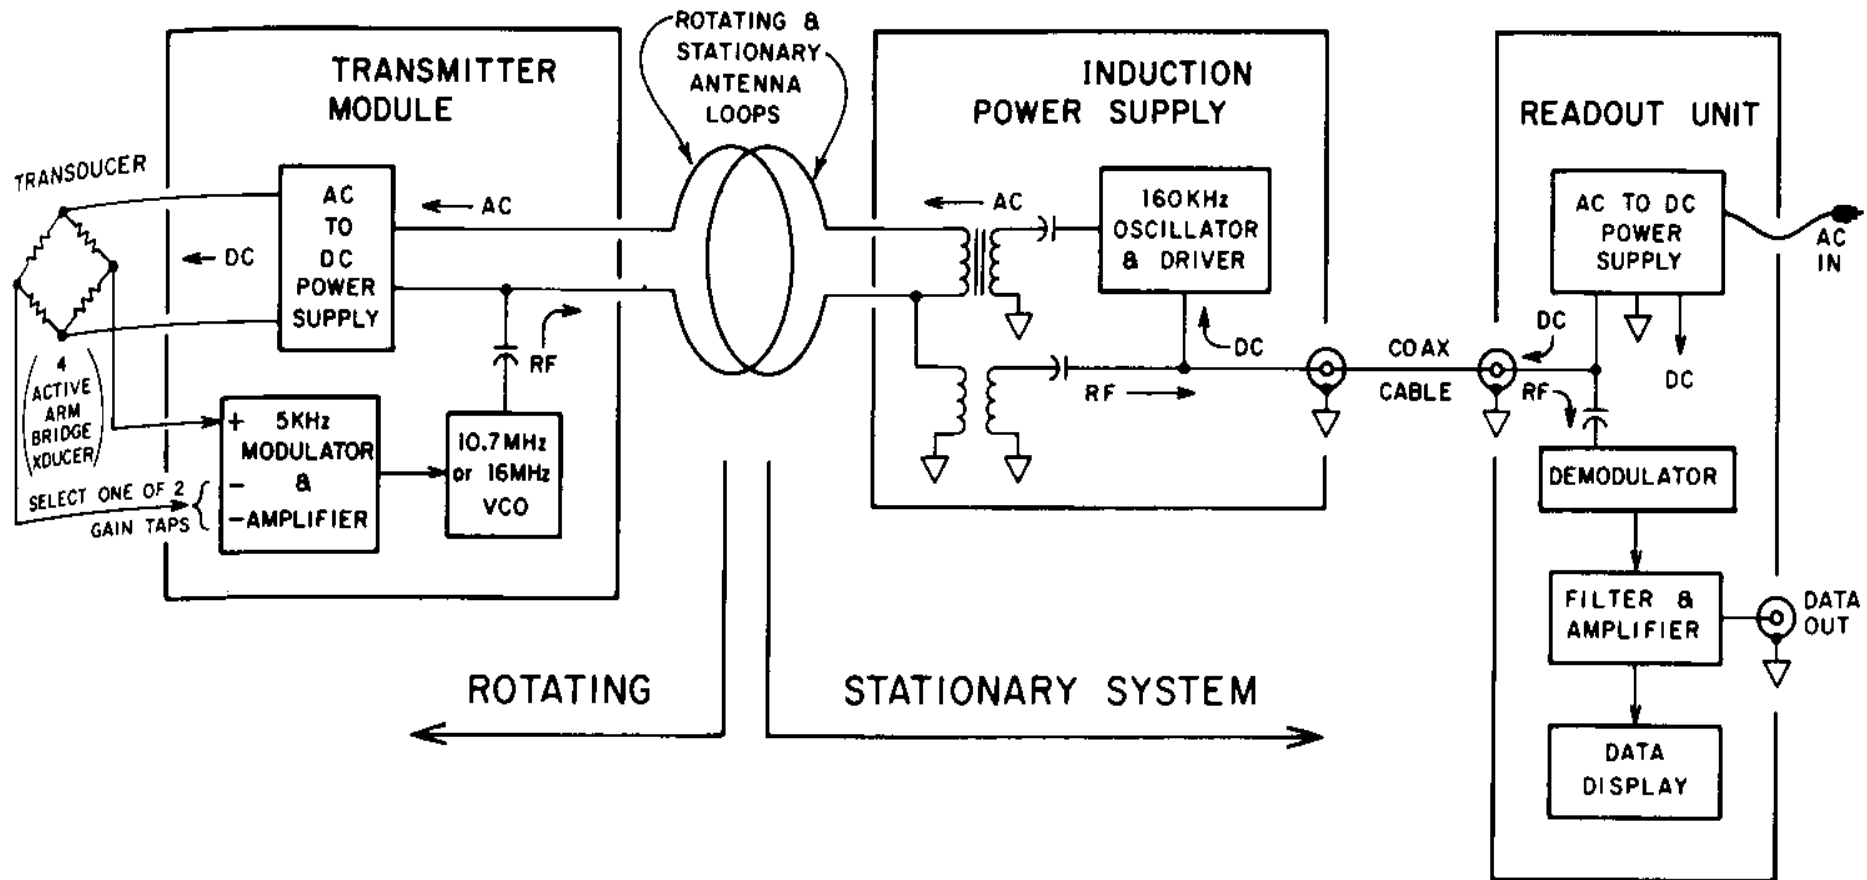 TRANSMITTER
MODULE
TRANSDUCER
AC
TO
DC
POWER
SUPPLY
← AC
← DC
RF
(4
ACTIVE
ARM
BRIDGE
XDUCER)
+ 5KHz
MODULATOR
- &
- AMPLIFIER
SELECT ONE OF 2
GAIN TAPS
10.7MHz
or 16MHz
VCO
ROTATING &
STATIONARY
ANTENNA
LOOPS
INDUCTION
POWER SUPPLY
← AC
160KHz
OSCILLATOR
& DRIVER
DC
RF →
COAX
CABLE
READOUT UNIT
AC TO DC
POWER
SUPPLY
AC
IN
DC
DC
RF
DEMODULATOR
FILTER &
AMPLIFIER
DATA
OUT
DATA
DISPLAY
ROTATING
STATIONARY SYSTEM